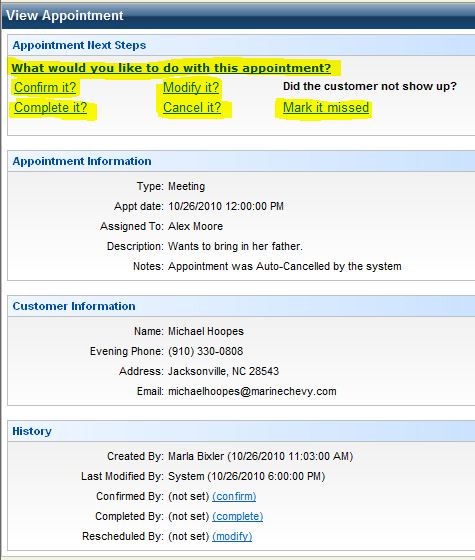 View Appointment
Appointment Next Steps
What would you like to do with this appointment?
Confirm it? Modify it? Did the customer not show up?
Complete it? Cancel it? Mark it missed
Appointment Information
Type: Meeting
Appt date: 10/26/2010 12:00:00 PM
Assigned To: Alex Moore
Description: Wants to bring in her father.
Notes: Appointment was Auto-Cancelled by the system
Customer Information
Name: Michael Hoopes
Evening Phone: (910) 330-0808
Address: Jacksonville, NC 28543
Email: michaelhoopes@marinechevy.com
History
Created By: Marla Bixler (10/26/2010 11:03:00 AM)
Last Modified By: System (10/26/2010 6:00:00 PM)
Confirmed By: (not set) (confirm)
Completed By: (not set) (complete)
Rescheduled By: (not set) (modify)